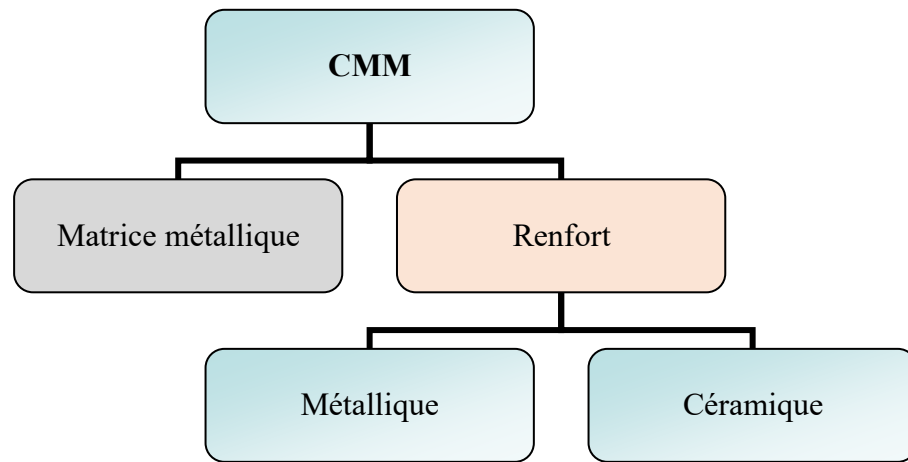 CMM
Matrice métallique
Renfort
Métallique
Céramique